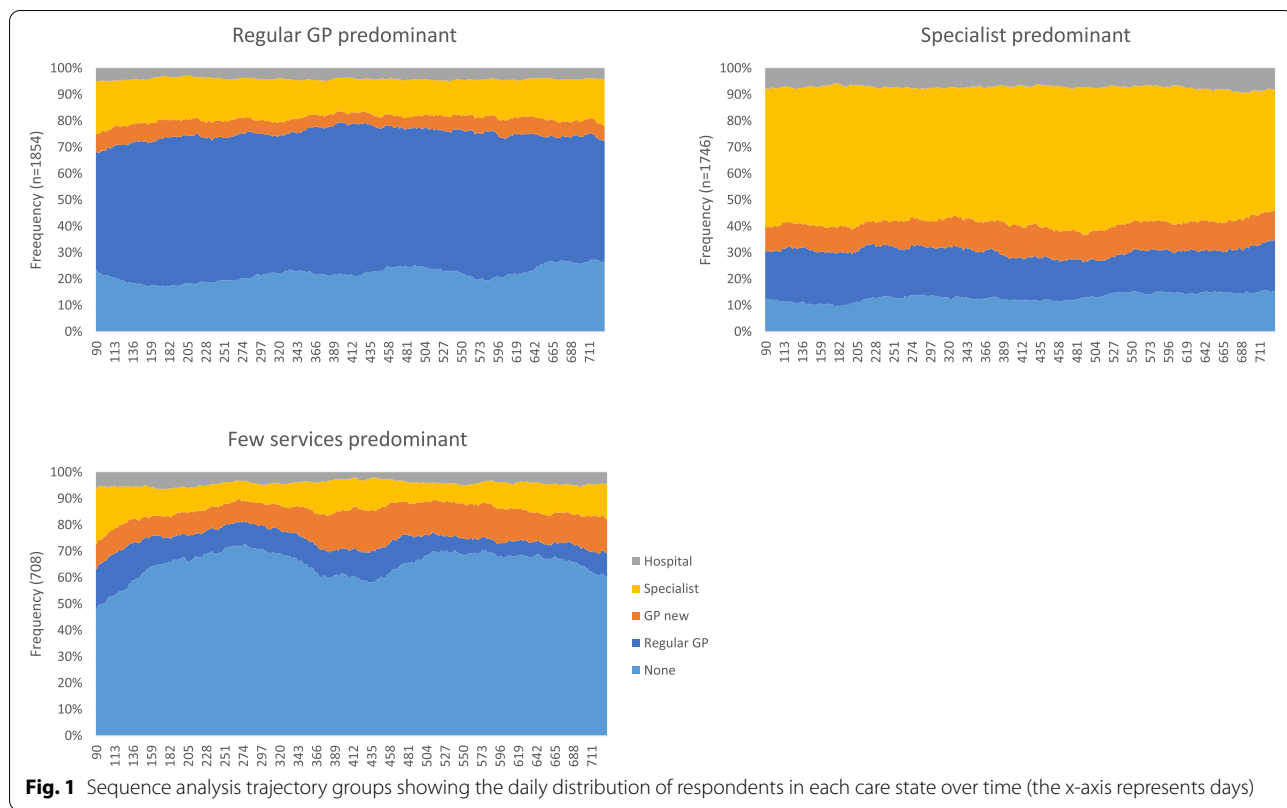 Regular GP predominant
100%
90%
80%
70%
60%
50%
40%
30%
20%
10%
0%
Freequency (n=1854)
90 113 136 159 182 205 228 251 274 297 320 343 366 389 412 435 458 481 504 527 550 573 596 619 642 665 688 711
Specialist predominant
100%
90%
80%
70%
60%
50%
40%
30%
20%
10%
0%
Frequency (n=1746)
90 113 136 159 182 205 228 251 274 297 320 343 366 389 412 435 458 481 504 527 550 573 596 619 642 665 688 711
Few services predominant
100%
90%
80%
70%
60%
50%
40%
30%
20%
10%
0%
Frequency (708)
90 113 136 159 182 205 228 251 274 297 320 343 366 389 412 435 458 481 504 527 550 573 596 619 642 665 688 711
Hospital
Specialist
GP new
Regular GP
None
Fig. 1 Sequence analysis trajectory groups showing the daily distribution of respondents in each care state over time (the x-axis represents days)